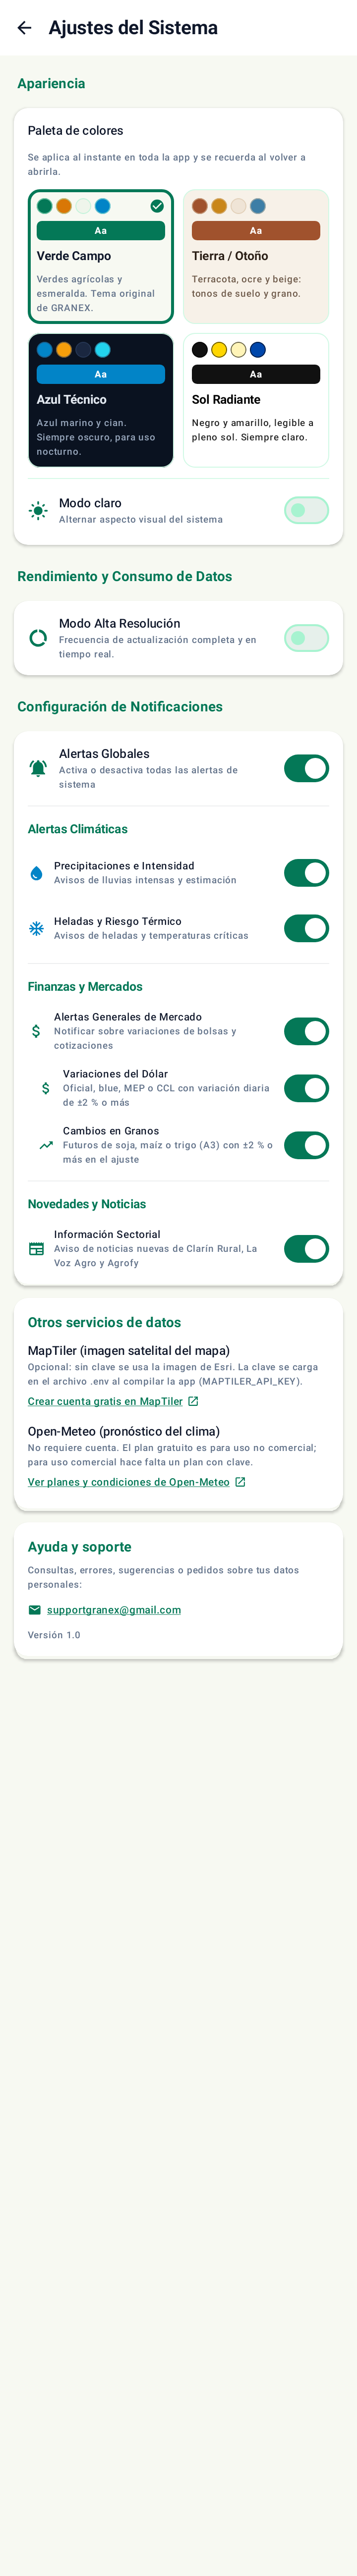 Ajustes del Sistema
Apariencia
Paleta de colores
Se aplica al instante en toda la app y se recuerda al volver a
abrirla.
Aa
Verde Campo
Verdes agrícolas y
esmeralda. Tema original
de GRANEX.
Aa
Tierra / Otoño
Terracota, ocre y beige:
tonos de suelo y grano.
Aa
Azul Técnico
Azul marino y cian.
Siempre oscuro, para uso
nocturno.
Aa
Sol Radiante
Negro y amarillo, legible a
pleno sol. Siempre claro.
Modo claro
Alternar aspecto visual del sistema
Rendimiento y Consumo de Datos
Modo Alta Resolución
Frecuencia de actualización completa y en
tiempo real.
Configuración de Notificaciones
Alertas Globales
Activa o desactiva todas las alertas de
sistema
Alertas Climáticas
Precipitaciones e Intensidad
Avisos de lluvias intensas y estimación
Heladas y Riesgo Térmico
Avisos de heladas y temperaturas críticas
Finanzas y Mercados
Alertas Generales de Mercado
Notificar sobre variaciones de bolsas y
cotizaciones
Variaciones del Dólar
Oficial, blue, MEP o CCL con variación diaria
de ±2 % o más
Cambios en Granos
Futuros de soja, maíz o trigo (A3) con ±2 % o
más en el ajuste
Novedades y Noticias
Información Sectorial
Aviso de noticias nuevas de Clarín Rural, La
Voz Agro y Agrofy
Otros servicios de datos
MapTiler (imagen satelital del mapa)
Opcional: sin clave se usa la imagen de Esri. La clave se carga
en el archivo .env al compilar la app (MAPTILER_API_KEY).
Crear cuenta gratis en MapTiler
Open-Meteo (pronóstico del clima)
No requiere cuenta. El plan gratuito es para uso no comercial;
para uso comercial hace falta un plan con clave.
Ver planes y condiciones de Open-Meteo
Ayuda y soporte
Consultas, errores, sugerencias o pedidos sobre tus datos
personales:
supportgranex@gmail.com
Versión 1.0